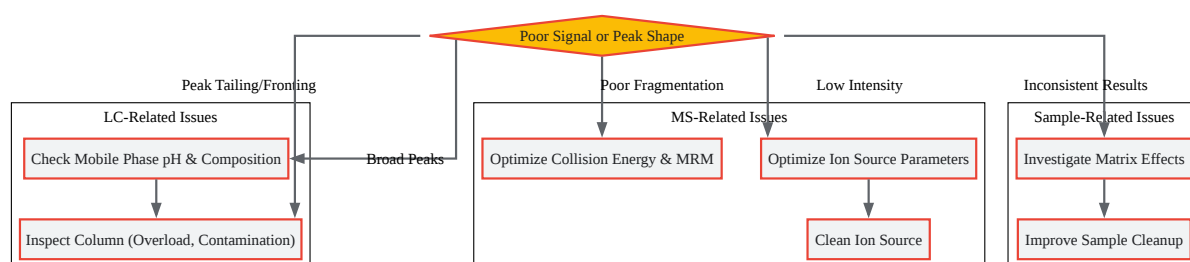 Poor Signal or Peak Shape
Peak Tailing/Fronting
Poor Fragmentation
Low Intensity
Inconsistent Results
LC-Related Issues
MS-Related Issues
Sample-Related Issues
Check Mobile Phase pH & Composition
Broad Peaks
Optimize Collision Energy & MRM
Optimize Ion Source Parameters
Investigate Matrix Effects
Inspect Column (Overload, Contamination)
Clean Ion Source
Improve Sample Cleanup